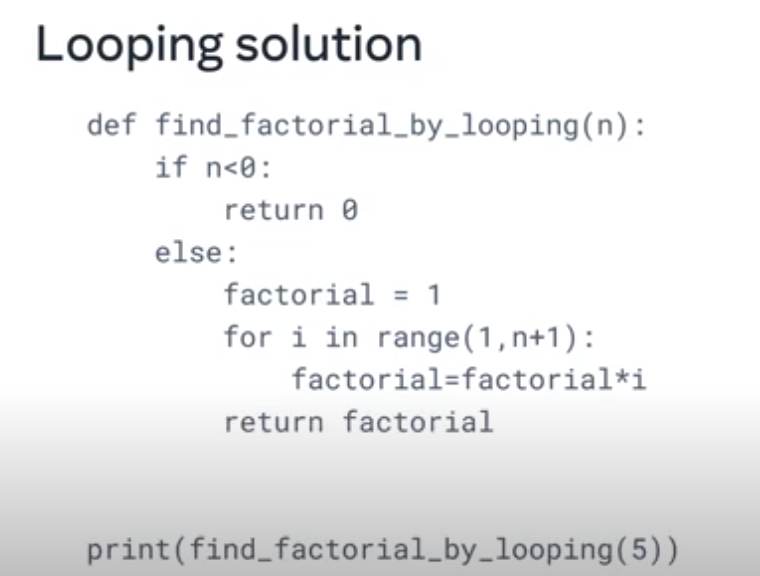 Looping solution
def find_factorial_by_looping(n):
    if n<0:
        return 0
    else:
        factorial = 1
        for i in range(1,n+1):
            factorial=factorial*i
        return factorial
print(find_factorial_by_looping(5))